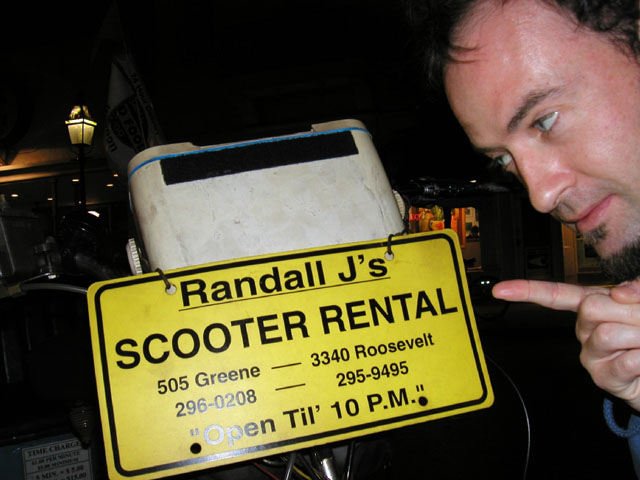 Randall J's
SCOOTER RENTAL
505 Greene — 3340 Roosevelt
296-0208 — 295-9495
"Open Til' 10 P.M."
TIME CHARGE